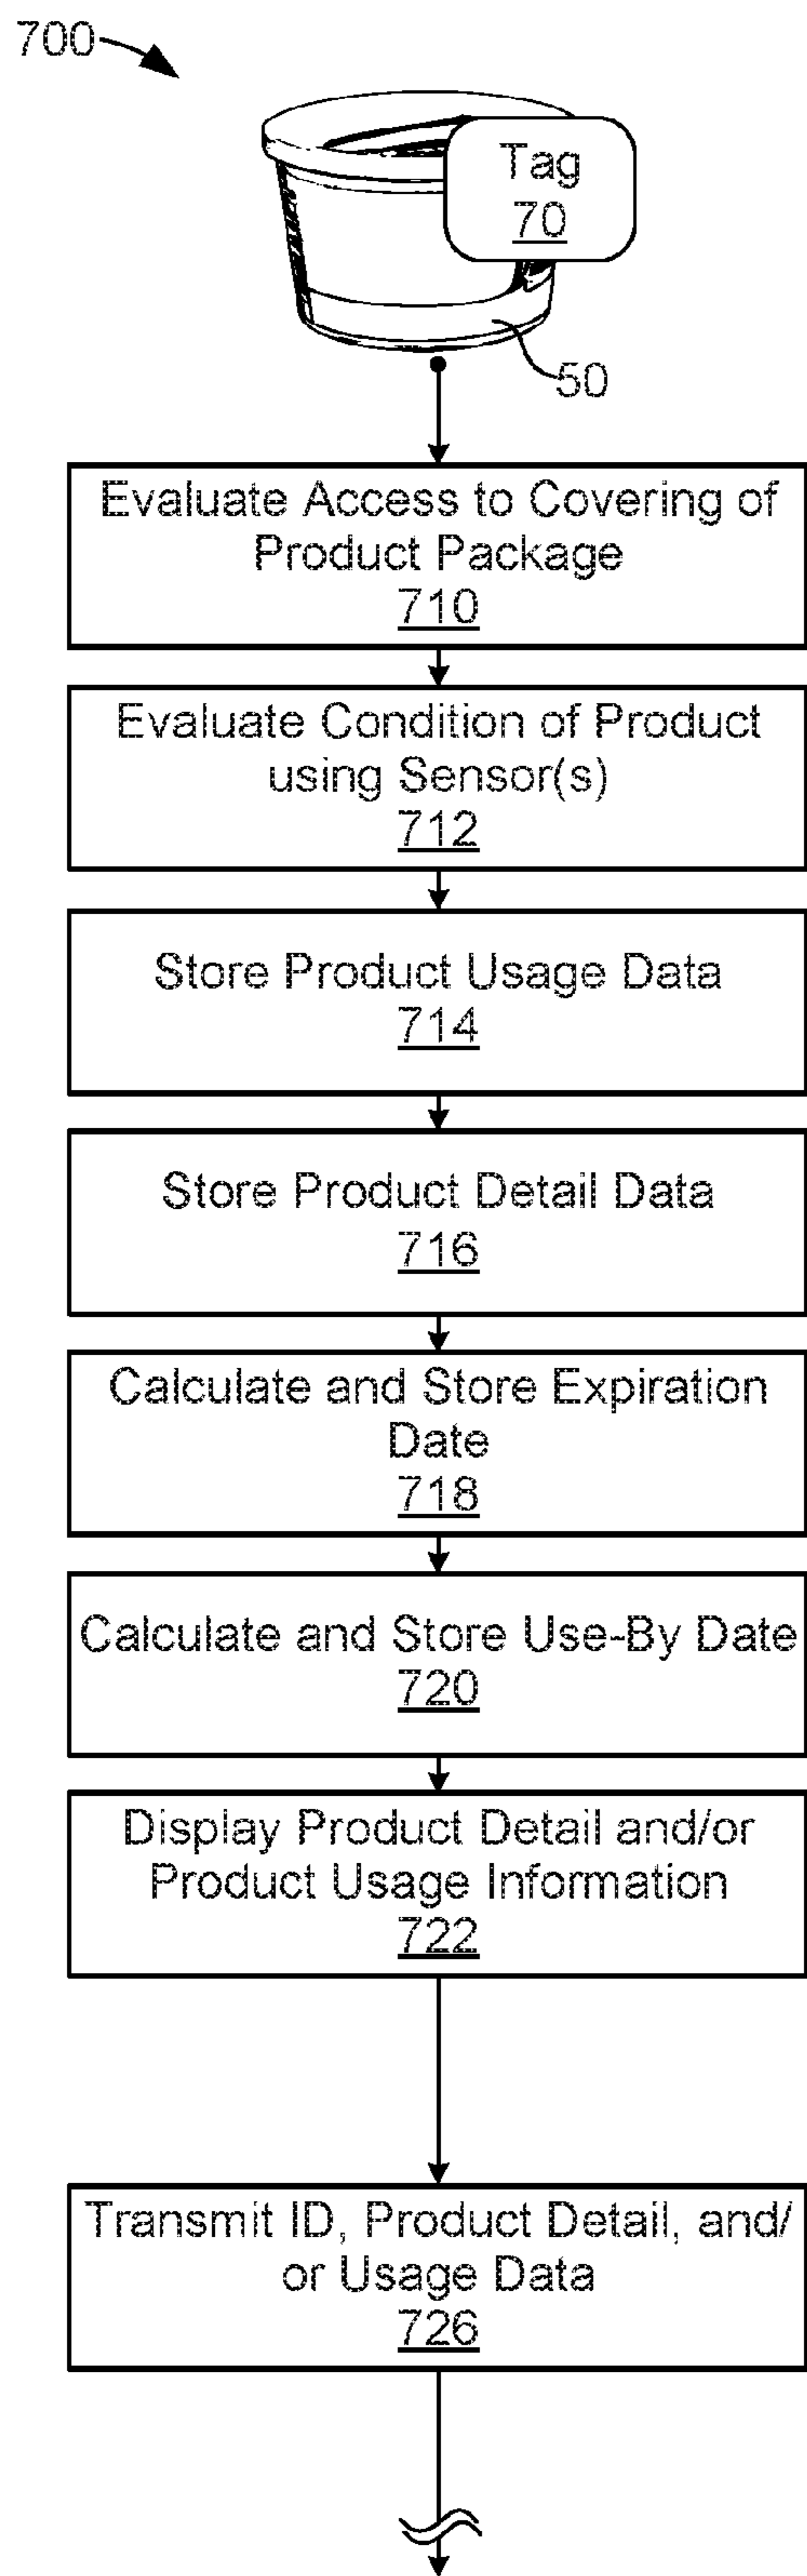 700
Tag
70
50
Evaluate Access to Covering of
Product Package
710
Evaluate Condition of Product
using Sensor(s)
712
Store Product Usage Data
714
Store Product Detail Data
716
Calculate and Store Expiration
Date
718
Calculate and Store Use-By Date
720
Display Product Detail and/or
Product Usage Information
722
Transmit ID, Product Detail, and/
or Usage Data
726